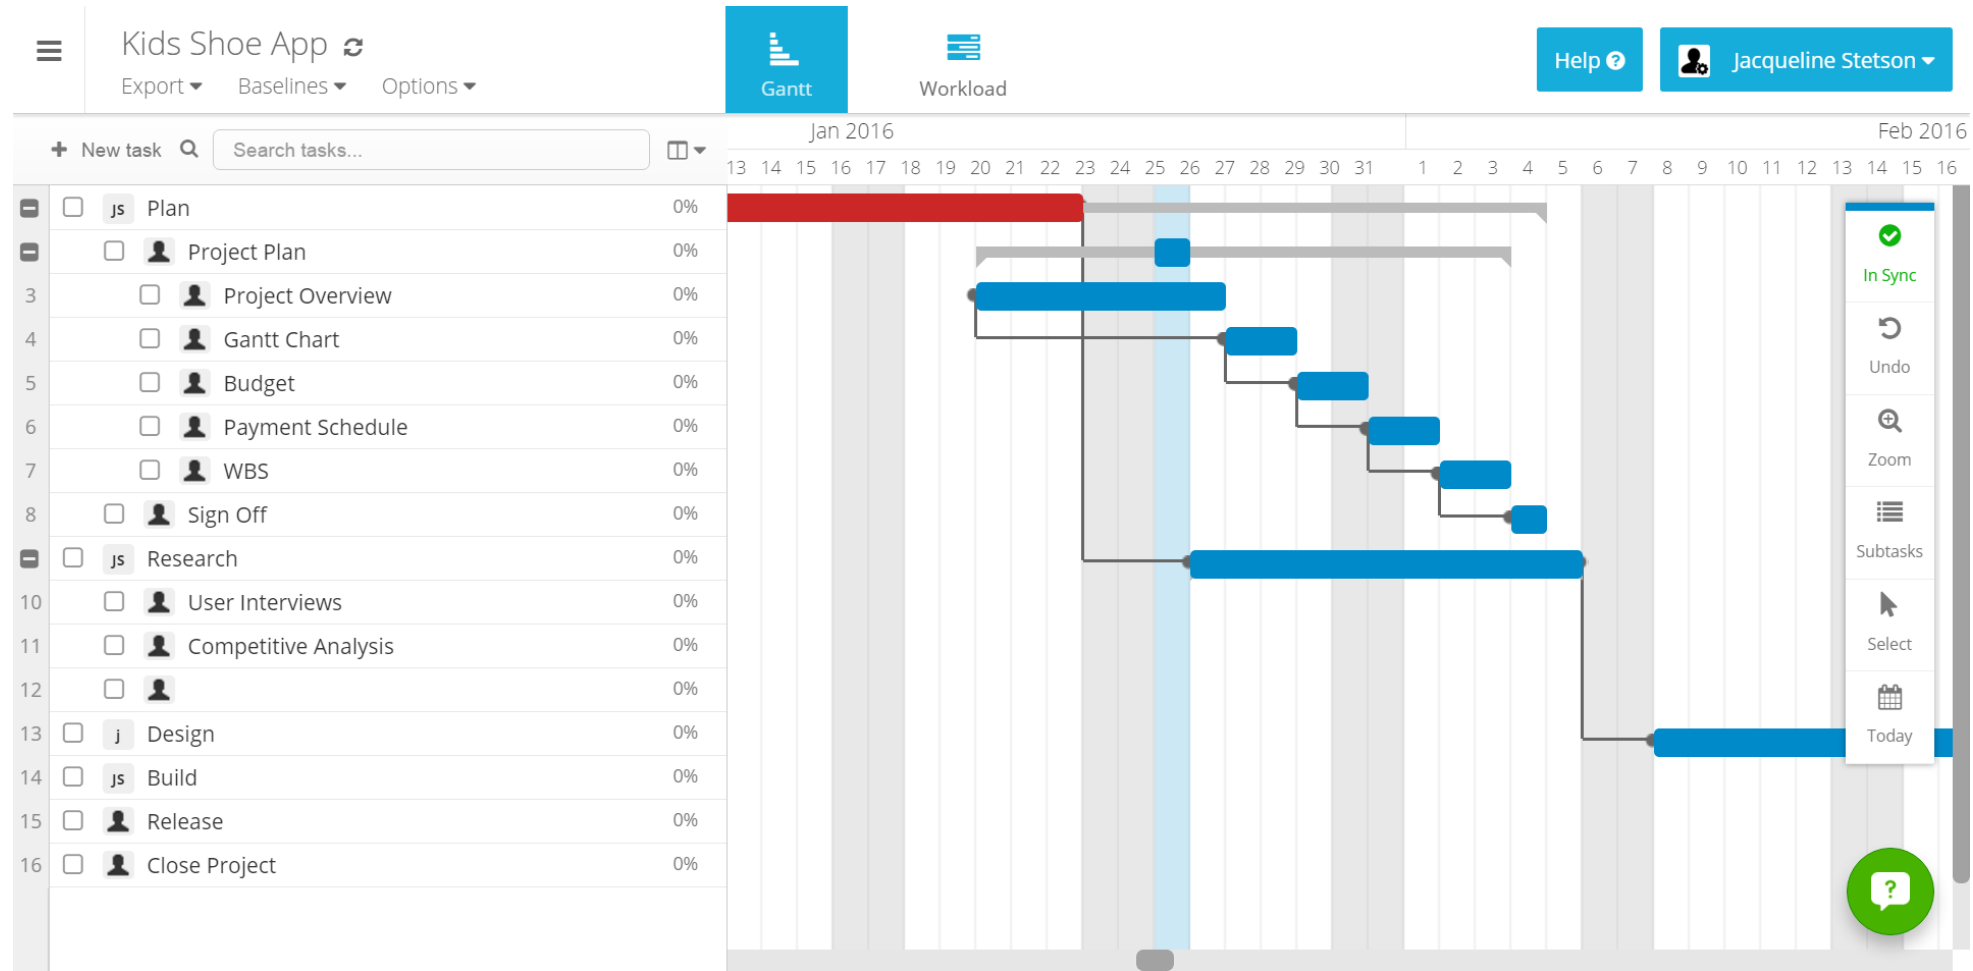 Kids Shoe App
Export Baselines Options
Gantt
Workload
Help ?
Jacqueline Stetson
+ New task
Search tasks...
Jan 2016 Feb 2016
13 14 15 16 17 18 19 20 21 22 23 24 25 26 27 28 29 30 31 1 2 3 4 5 6 7 8 9 10 11 12 13 14 15 16
JS Plan 0%
Project Plan 0%
3 Project Overview 0%
4 Gantt Chart 0%
5 Budget 0%
6 Payment Schedule 0%
7 WBS 0%
8 Sign Off 0%
JS Research 0%
10 User Interviews 0%
11 Competitive Analysis 0%
12 0%
13 j Design 0%
14 JS Build 0%
15 Release 0%
16 Close Project 0%
In Sync
Undo
Zoom
Subtasks
Select
Today
?